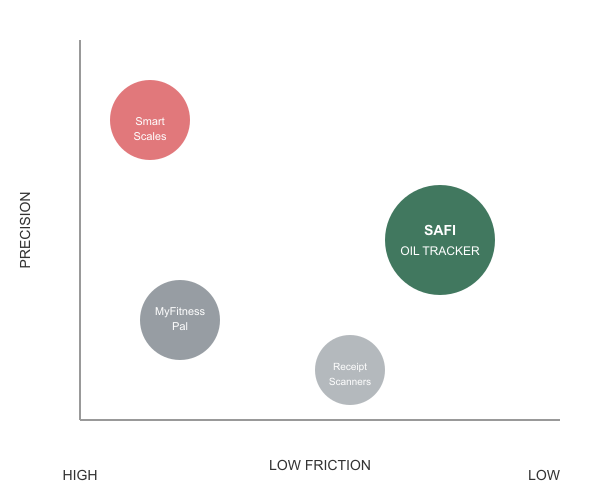 Smart
Scales
PRECISION
SAFI
OIL TRACKER
MyFitness
Pal
Receipt
Scanners
LOW FRICTION
HIGH
LOW